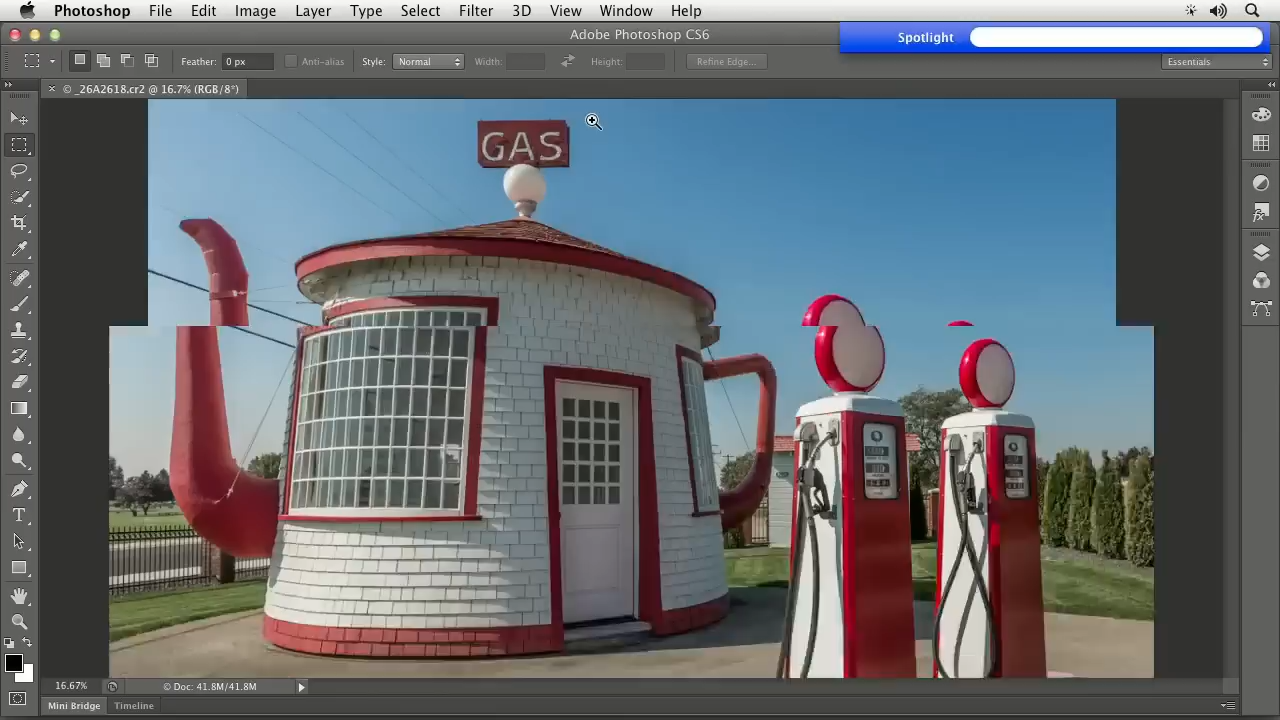 Photoshop File Edit Image Layer Type Select Filter 3D View Window Help
Adobe Photoshop CS6
Spotlight
Feather: 0 px Anti-alias Style: Normal Width: Height: Refine Edge... Essentials
© _26A2618.cr2 @ 16.7% (RGB/8*)
GAS
16.67% © Doc: 41.8M/41.8M
Mini Bridge Timeline